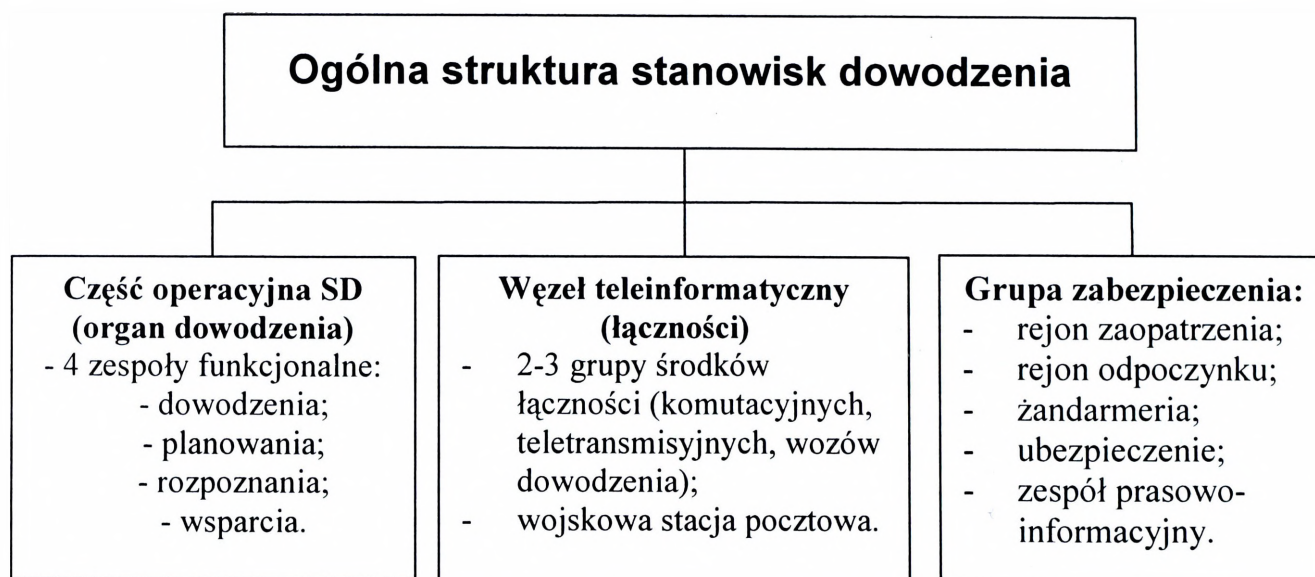 Ogólna struktura stanowisk dowodzenia
Część operacyjna SD
(organ dowodzenia)
- 4 zespoły funkcjonalne:
- dowodzenia;
- planowania;
- rozpoznania;
- wsparcia.
Węzeł teleinformatyczny
(łączności)
- 2-3 grupy środków
łączności (komutacyjnych,
teletransmisyjnych, wozów
dowodzenia);
- wojskowa stacja pocztowa.
Grupa zabezpieczenia:
- rejon zaopatrzenia;
- rejon odpoczynku;
- żandarmeria;
- ubezpieczenie;
- zespół prasowo-
informacyjny.